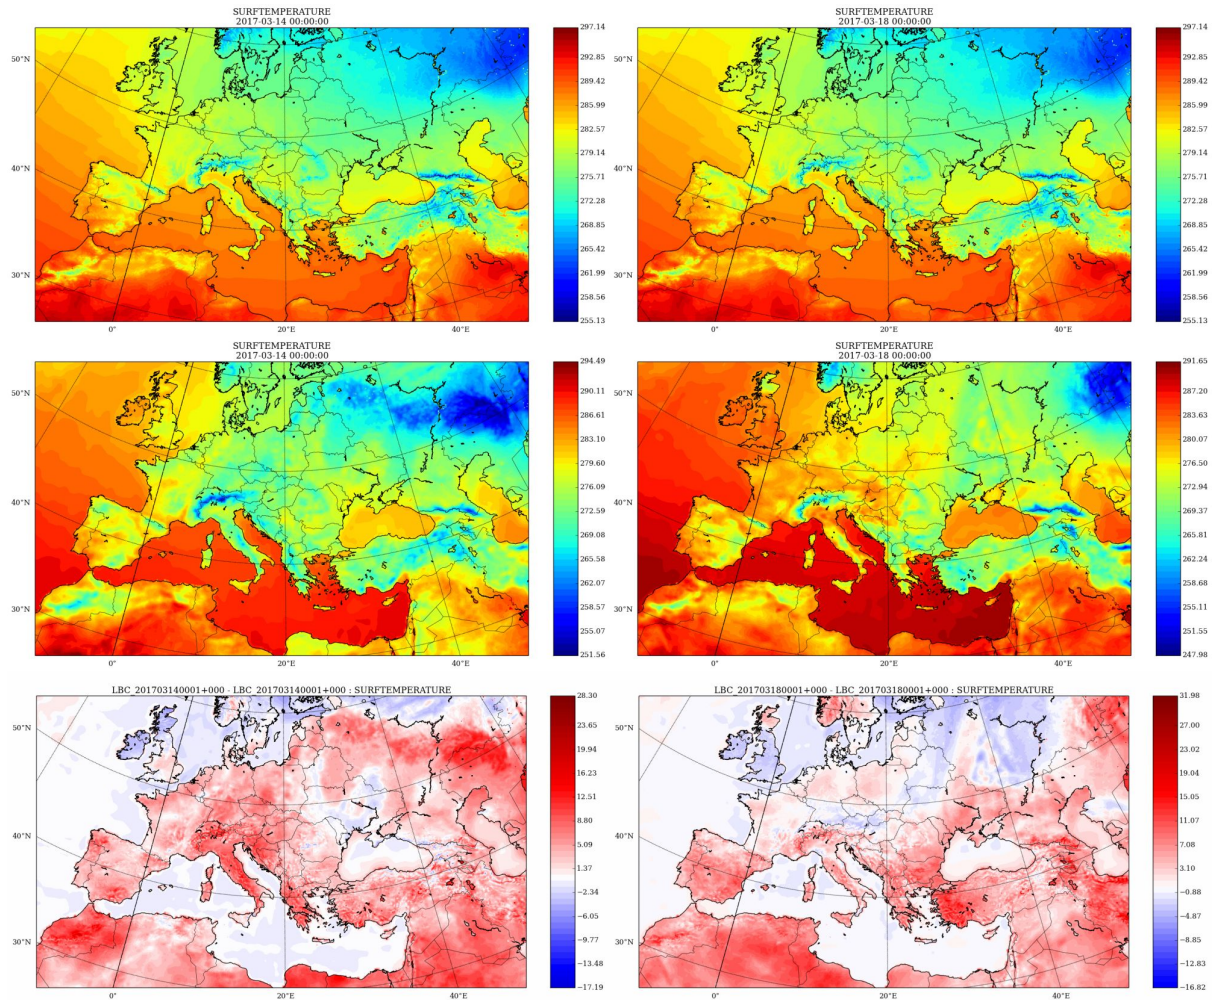 SURFTEMPERATURE
2017-03-14 00:00:00
50°N
40°N
30°N
0°
20°E
40°E
297.14
292.85
289.42
285.99
282.57
279.14
275.71
272.28
268.85
265.42
261.99
258.56
255.13
SURFTEMPERATURE
2017-03-18 00:00:00
50°N
40°N
30°N
0°
20°E
40°E
297.14
292.85
289.42
285.99
282.57
279.14
275.71
272.28
268.85
265.42
261.99
258.56
255.13
SURFTEMPERATURE
2017-03-14 00:00:00
50°N
40°N
30°N
0°
20°E
40°E
294.49
290.11
286.61
283.10
279.60
276.09
272.59
269.08
265.58
262.07
258.57
255.07
251.56
SURFTEMPERATURE
2017-03-18 00:00:00
50°N
40°N
30°N
0°
20°E
40°E
291.65
287.20
283.63
280.07
276.50
272.94
269.37
265.81
262.24
258.68
255.11
251.55
247.98
LBC_201703140001+000 - LBC_201703140001+000 : SURFTEMPERATURE
50°N
40°N
30°N
0°
20°E
40°E
28.30
23.65
19.94
16.23
12.51
8.80
5.09
1.37
−2.34
−6.05
−9.77
−13.48
−17.19
LBC_201703180001+000 - LBC_201703180001+000 : SURFTEMPERATURE
50°N
40°N
30°N
0°
20°E
40°E
31.98
27.00
23.02
19.04
15.05
11.07
7.08
3.10
−0.88
−4.87
−8.85
−12.83
−16.82